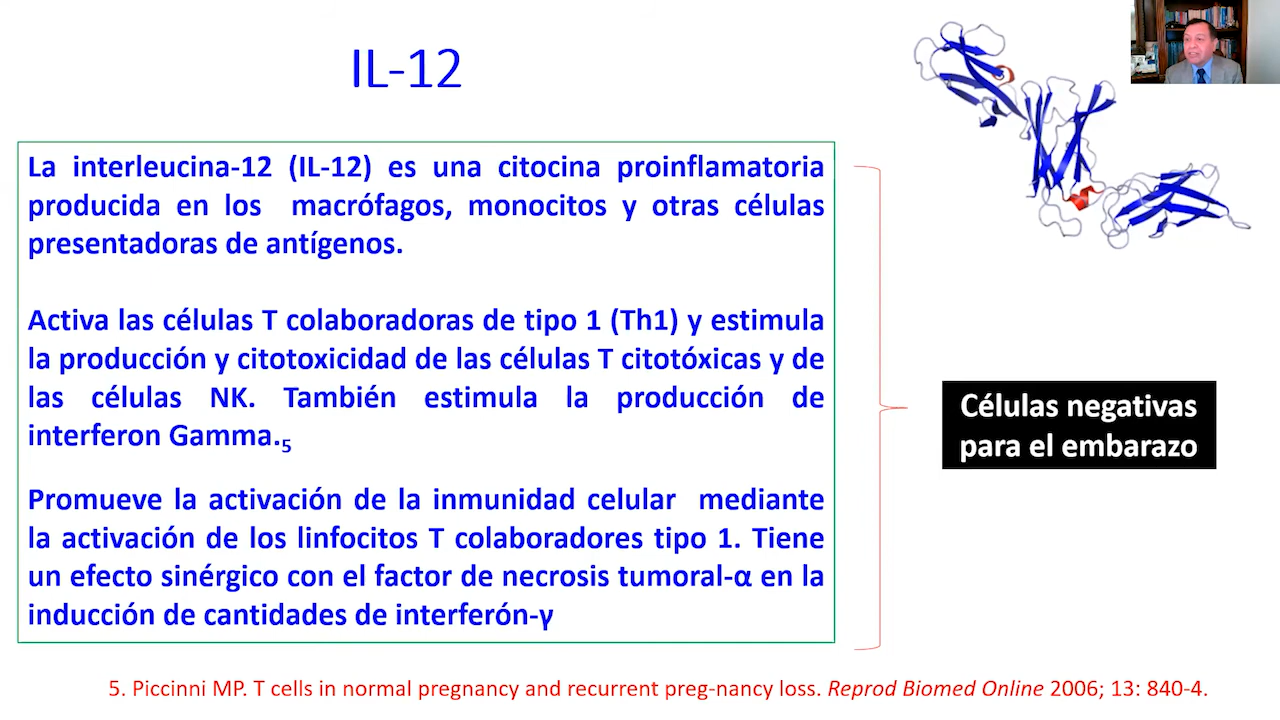 IL-12
La interleucina-12 (IL-12) es una citocina proinflamatoria
producida en los macrófagos, monocitos y otras células
presentadoras de antígenos.
Activa las células T colaboradoras de tipo 1 (Th1) y estimula
la producción y citotoxicidad de las células T citotóxicas y de
las células NK. También estimula la producción de
interferon Gamma.5
Promueve la activación de la inmunidad celular mediante
la activación de los linfocitos T colaboradores tipo 1. Tiene
un efecto sinérgico con el factor de necrosis tumoral-α en la
inducción de cantidades de interferón-γ
Células negativas
para el embarazo
5. Piccinni MP. T cells in normal pregnancy and recurrent preg-nancy loss. Reprod Biomed Online 2006; 13: 840-4.